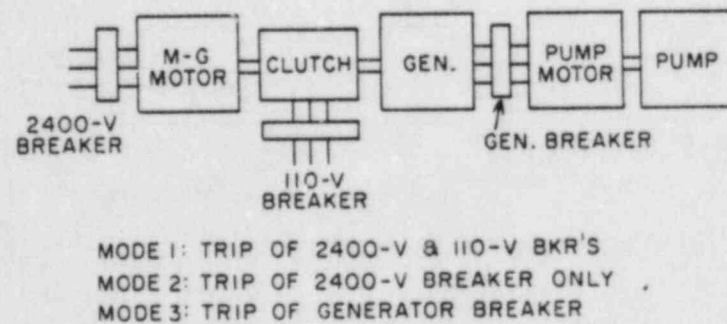 M-G
MOTOR
CLUTCH
GEN.
PUMP
MOTOR
PUMP
2400-V
BREAKER
GEN. BREAKER
110-V
BREAKER
MODE 1: TRIP OF 2400-V & 110-V BKR'S
MODE 2: TRIP OF 2400-V BREAKER ONLY
MODE 3: TRIP OF GENERATOR BREAKER